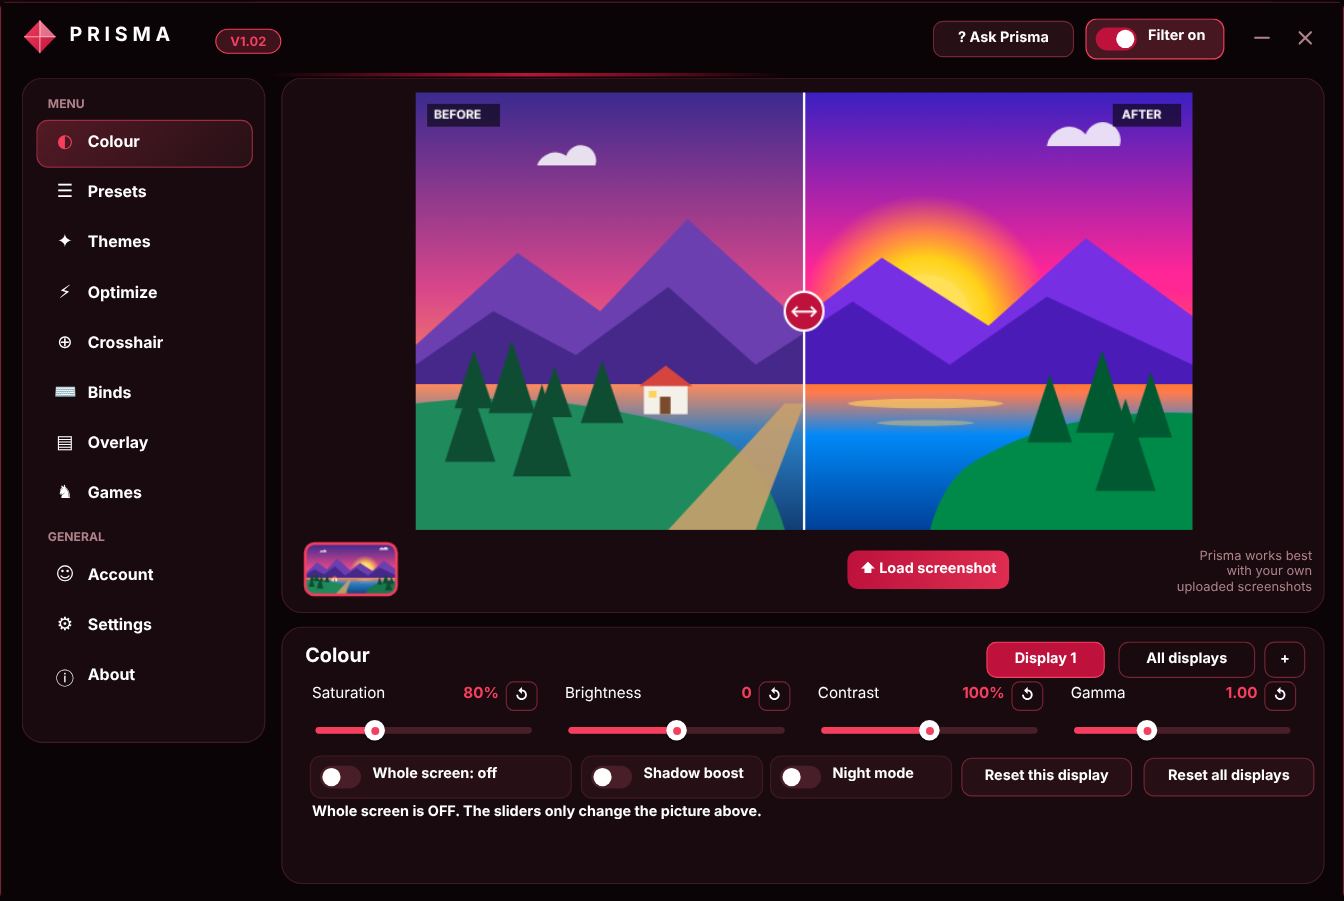 PRISMA
V1.02
? Ask Prisma
Filter on
MENU
Colour
Presets
Themes
Optimize
Crosshair
Binds
Overlay
Games
GENERAL
Account
Settings
About
BEFORE
AFTER
Load screenshot
Prisma works best
with your own
uploaded screenshots
Colour
Display 1
All displays
+
Saturation 80%
Brightness 0
Contrast 100%
Gamma 1.00
Whole screen: off
Shadow boost
Night mode
Reset this display
Reset all displays
Whole screen is OFF. The sliders only change the picture above.